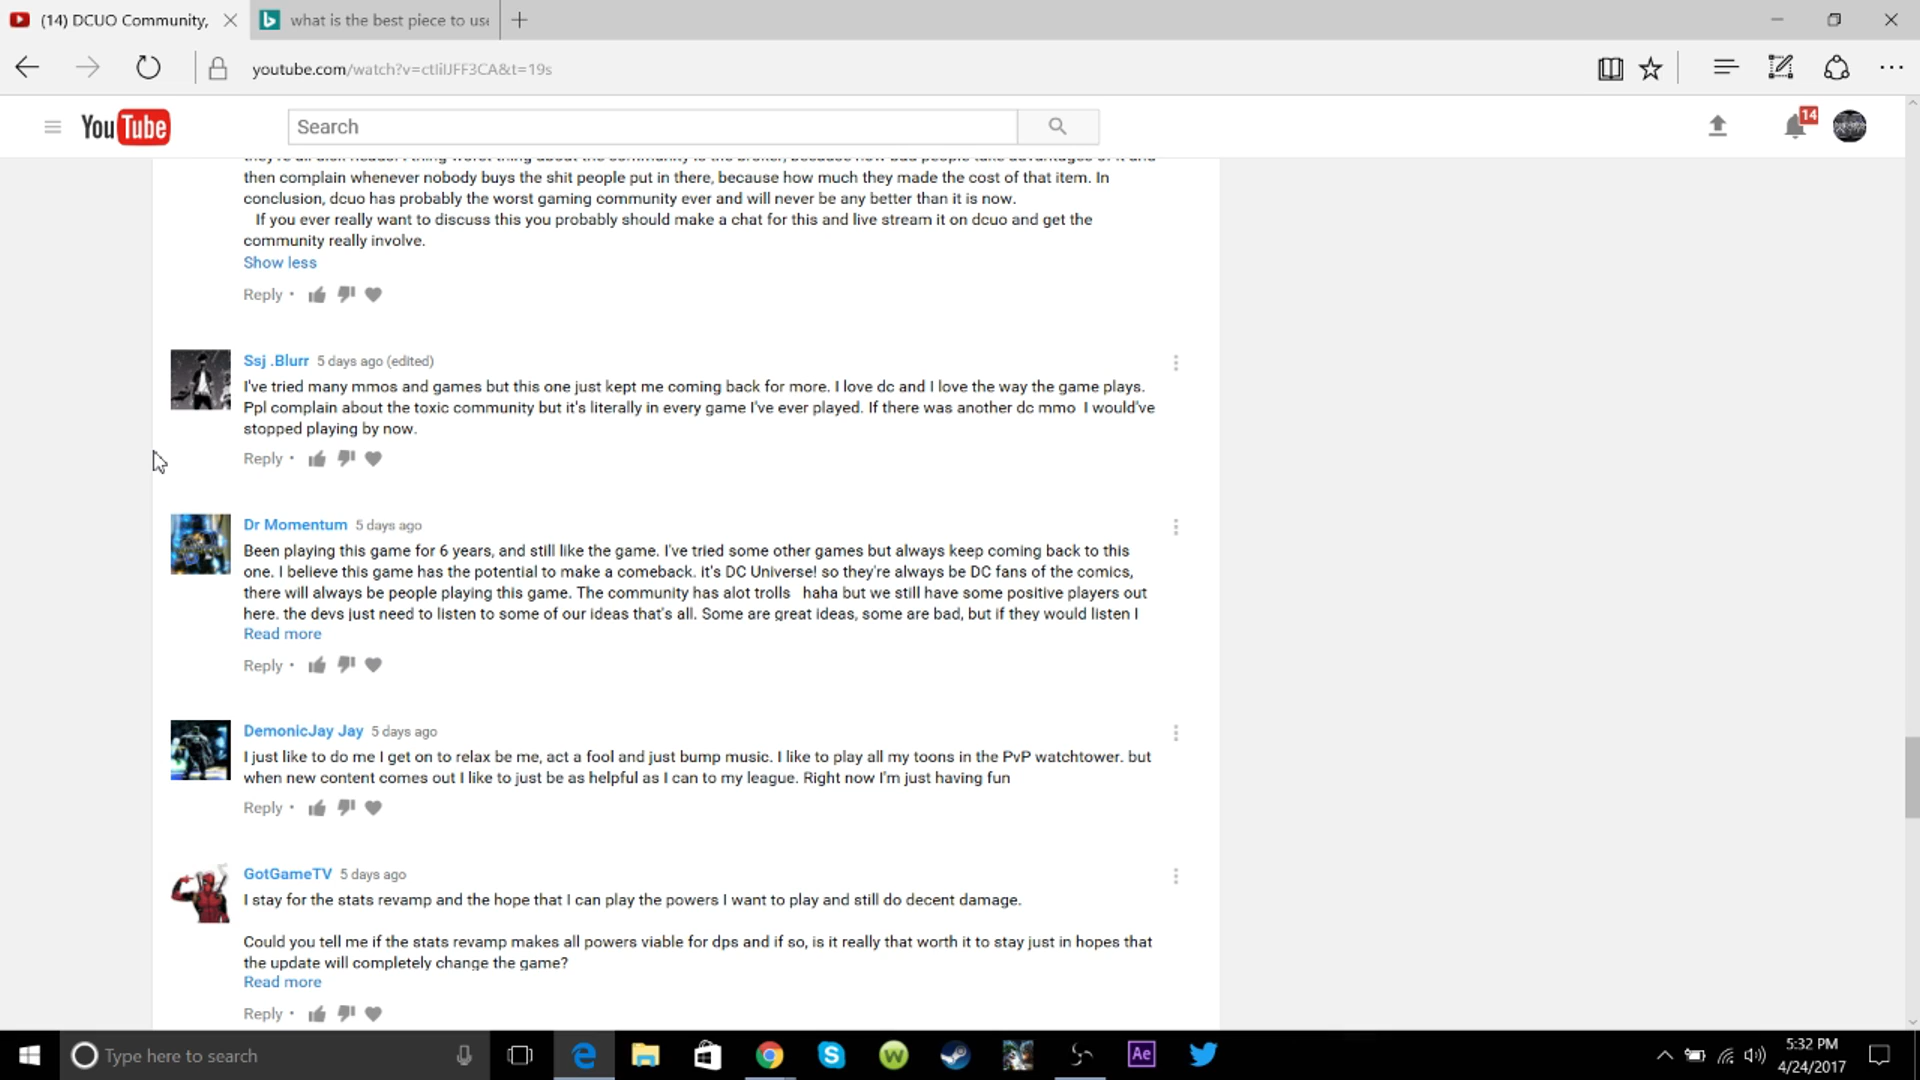 (14) DCUO Community,
what is the best piece to use
youtube.com/watch?v=ctIiIJFF3CA&t=19s
YouTube
Search
14
then complain whenever nobody buys the shit people put in there, because how much they made the cost of that item. In
conclusion, dcuo has probably the worst gaming community ever and will never be any better than it is now.
If you ever really want to discuss this you probably should make a chat for this and live stream it on dcuo and get the
community really involve.
Show less
Reply •
Ssj .Blurr 5 days ago (edited)
I've tried many mmos and games but this one just kept me coming back for more. I love dc and I love the way the game plays.
Ppl complain about the toxic community but it's literally in every game I've ever played. If there was another dc mmo I would've
stopped playing by now.
Reply •
Dr Momentum 5 days ago
Been playing this game for 6 years, and still like the game. I've tried some other games but always keep coming back to this
one. I believe this game has the potential to make a comeback. it's DC Universe! so they're always be DC fans of the comics,
there will always be people playing this game. The community has alot trolls haha but we still have some positive players out
here. the devs just need to listen to some of our ideas that's all. Some are great ideas, some are bad, but if they would listen I
Read more
Reply •
DemonicJay Jay 5 days ago
I just like to do me I get on to relax be me, act a fool and just bump music. I like to play all my toons in the PvP watchtower. but
when new content comes out I like to just be as helpful as I can to my league. Right now I'm just having fun
Reply •
GotGameTV 5 days ago
I stay for the stats revamp and the hope that I can play the powers I want to play and still do decent damage.
Could you tell me if the stats revamp makes all powers viable for dps and if so, is it really that worth it to stay just in hopes that
the update will completely change the game?
Read more
Reply •
Type here to search
Ae
5:32 PM
4/24/2017